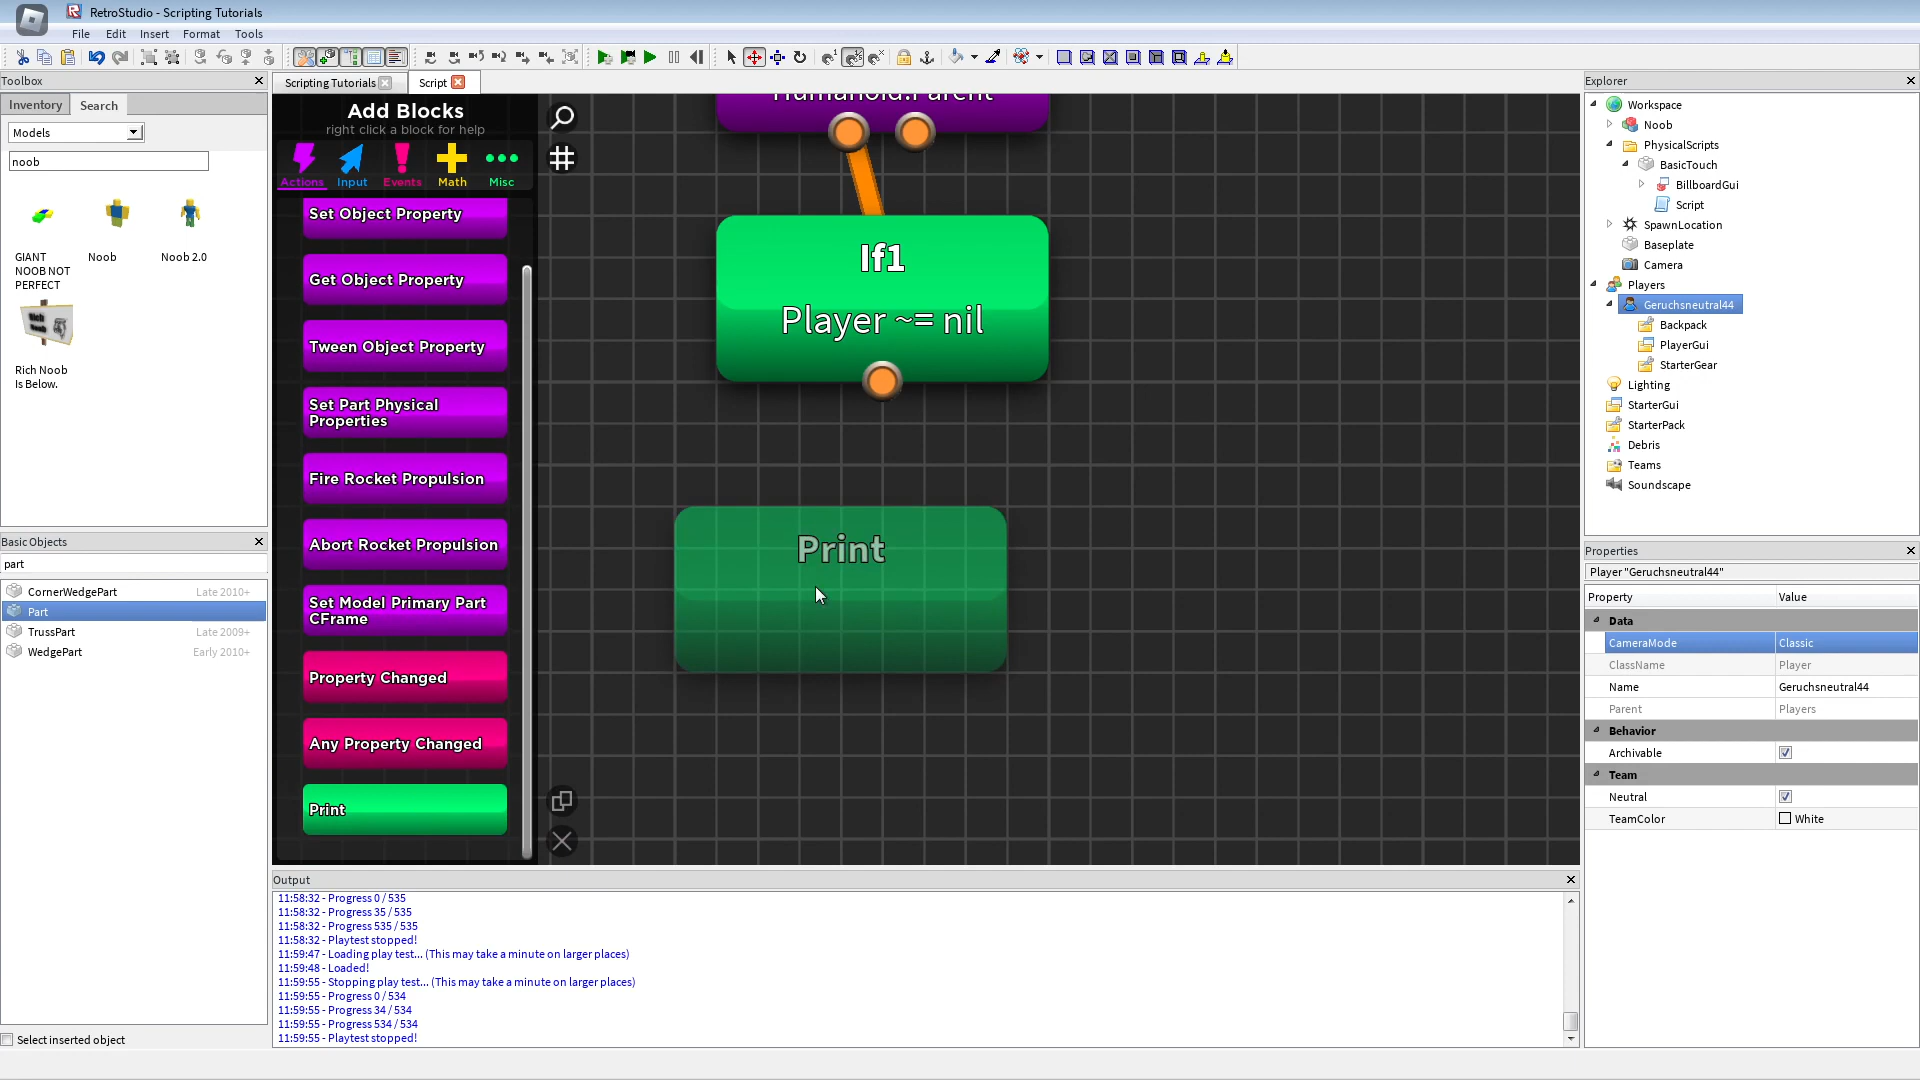 RetroStudio - Scripting Tutorials
File Edit Insert Format Tools
Toolbox
Inventory Search
Models
noob
GIANT
NOOB NOT
PERFECT
Noob
Noob 2.0
Rich Noob
Is Below.
Basic Objects
part
CornerWedgePart Late 2010+
Part
TrussPart Late 2009+
WedgePart Early 2010+
Select inserted object
Scripting Tutorials
Script
Add Blocks
right click a block for help
Actions Input Events Math Misc
Set Object Property
Get Object Property
Tween Object Property
Set Part Physical
Properties
Fire Rocket Propulsion
Abort Rocket Propulsion
Set Model Primary Part
CFrame
Property Changed
Any Property Changed
Print
Humanoid.Parent
If1
Player ~= nil
Print
Output
11:58:32 - Progress 0 / 535
11:58:32 - Progress 35 / 535
11:58:32 - Progress 535 / 535
11:58:32 - Playtest stopped!
11:59:47 - Loading play test... (This may take a minute on larger places)
11:59:48 - Loaded!
11:59:55 - Stopping play test... (This may take a minute on larger places)
11:59:55 - Progress 0 / 534
11:59:55 - Progress 34 / 534
11:59:55 - Progress 534 / 534
11:59:55 - Playtest stopped!
Explorer
Workspace
Noob
PhysicalScripts
BasicTouch
BillboardGui
Script
SpawnLocation
Baseplate
Camera
Players
Geruchsneutral44
Backpack
PlayerGui
StarterGear
Lighting
StarterGui
StarterPack
Debris
Teams
Soundscape
Properties
Player "Geruchsneutral44"
Property Value
Data
CameraMode Classic
ClassName Player
Name Geruchsneutral44
Parent Players
Behavior
Archivable
Team
Neutral
TeamColor White